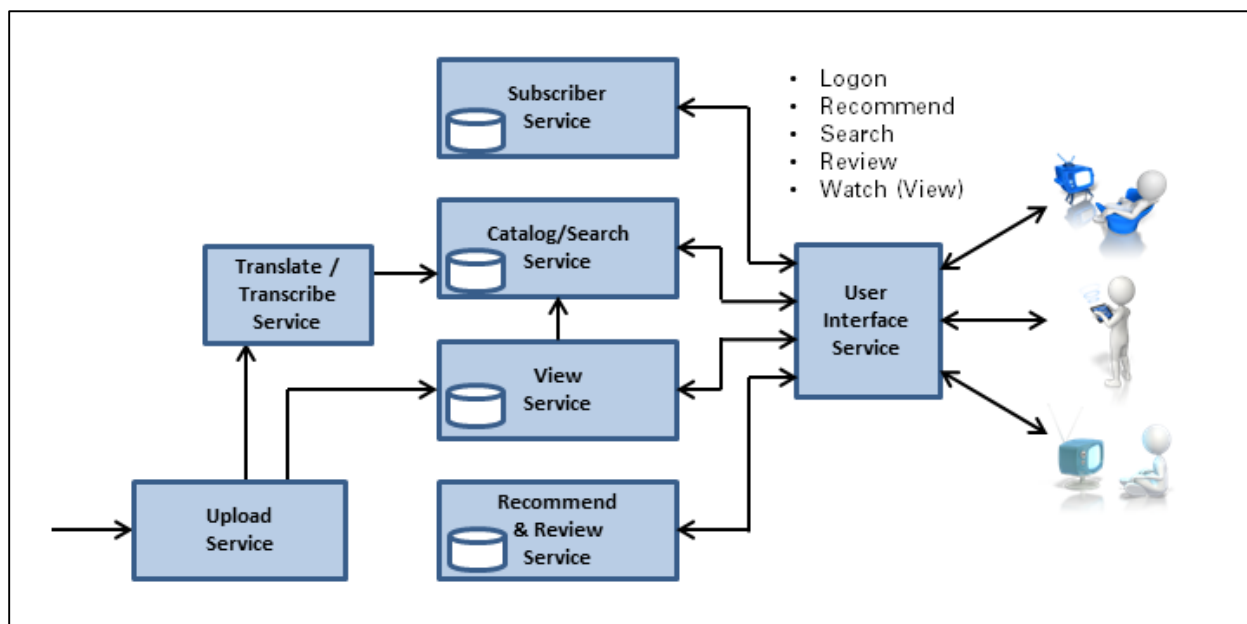 Subscriber
Service
• Logon
• Recommend
• Search
• Review
• Watch (View)
Catalog/Search
Service
Translate /
Transcribe
Service
User
Interface
Service
View
Service
Upload
Service
Recommend
& Review
Service